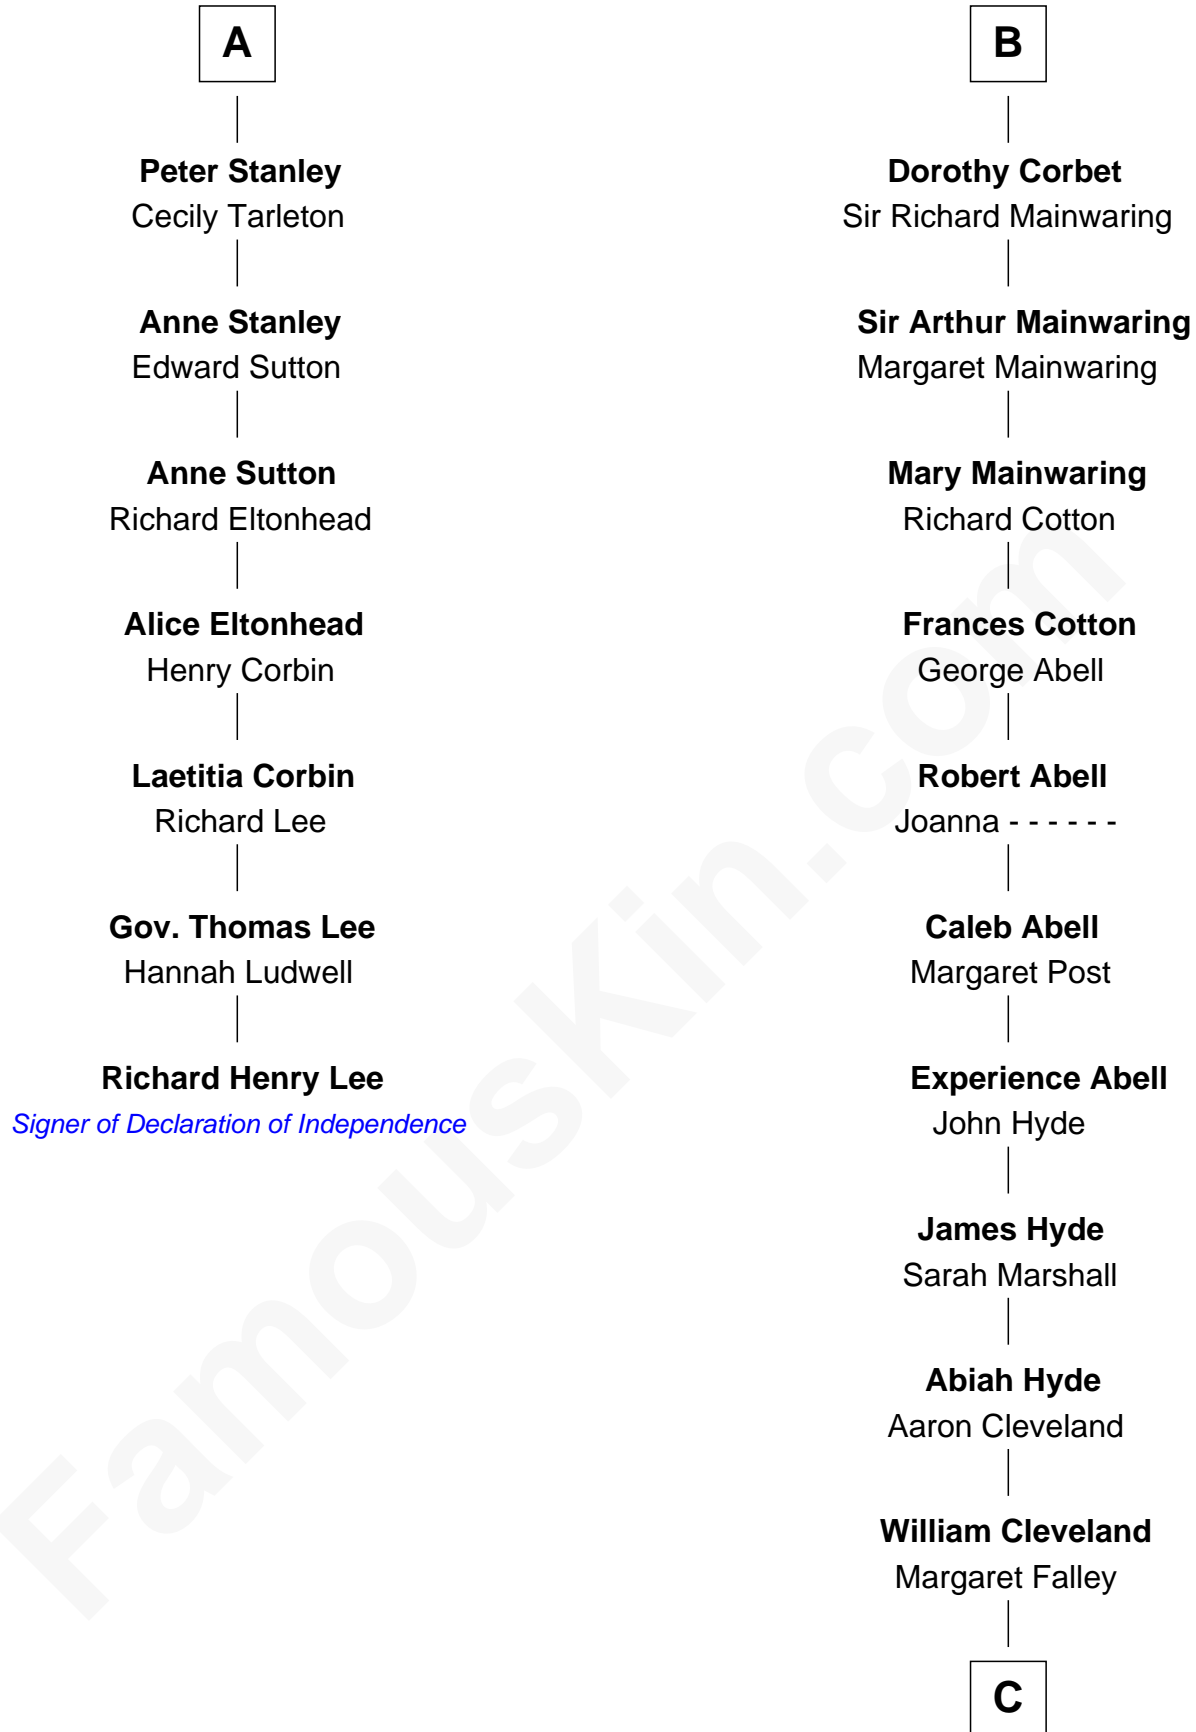 A
Peter Stanley
Cecily Tarleton
Anne Stanley
Edward Sutton
Anne Sutton
Richard Eltonhead
Alice Eltonhead
Henry Corbin
Laetitia Corbin
Richard Lee
Gov. Thomas Lee
Hannah Ludwell
Richard Henry Lee
Signer of Declaration of Independence
B
Dorothy Corbet
Sir Richard Mainwaring
Sir Arthur Mainwaring
Margaret Mainwaring
Mary Mainwaring
Richard Cotton
Frances Cotton
George Abell
Robert Abell
Joanna - - - - - -
Caleb Abell
Margaret Post
Experience Abell
John Hyde
James Hyde
Sarah Marshall
Abiah Hyde
Aaron Cleveland
William Cleveland
Margaret Falley
C
FamousKin.com